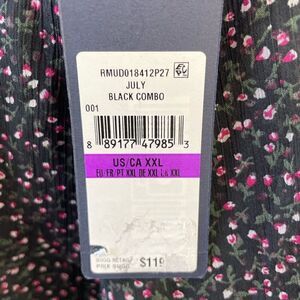 RMUD018412P27
JULY
BLACK COMBO
001
8 89177 47985 3
US/CA XXL
EU/FR/PT XXL DE XXL
$119